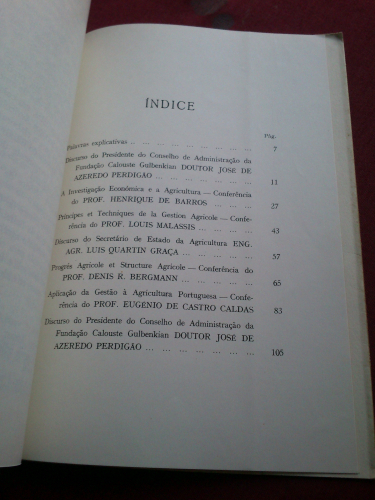 ÍNDICE
Pág.
Palavras explicativas ... ... ... ... ... ... ... ... 7
Discurso do Presidente do Conselho de Administração da
Fundação Calouste Gulbenkian DOUTOR JOSÉ DE
AZEREDO PERDIGÃO ... ... ... ... ... ... 11
A Investigação Económica e a Agricultura — Conferência
do PROF. HENRIQUE DE BARROS ... ... ... 27
Principes et Techniques de la Gestion Agricole — Confe-
rência do PROF. LOUIS MALASSIS ... ... ... 43
Discurso do Secretário de Estado da Agricultura ENG.
AGR. LUIS QUARTIN GRAÇA ... ... ... ... 57
Progrés Agricole et Structure Agricole — Conferência do
PROF. DENIS R. BERGMANN ... ... ... ... 65
Aplicação da Gestão à Agricultura Portuguesa — Confe-
rência do PROF. EUGÉNIO DE CASTRO CALDAS 83
Discurso do Presidente do Conselho de Administração da
Fundação Calouste Gulbenkian DOUTOR JOSÉ DE
AZEREDO PERDIGÃO ... ... ... ... ... ... 105